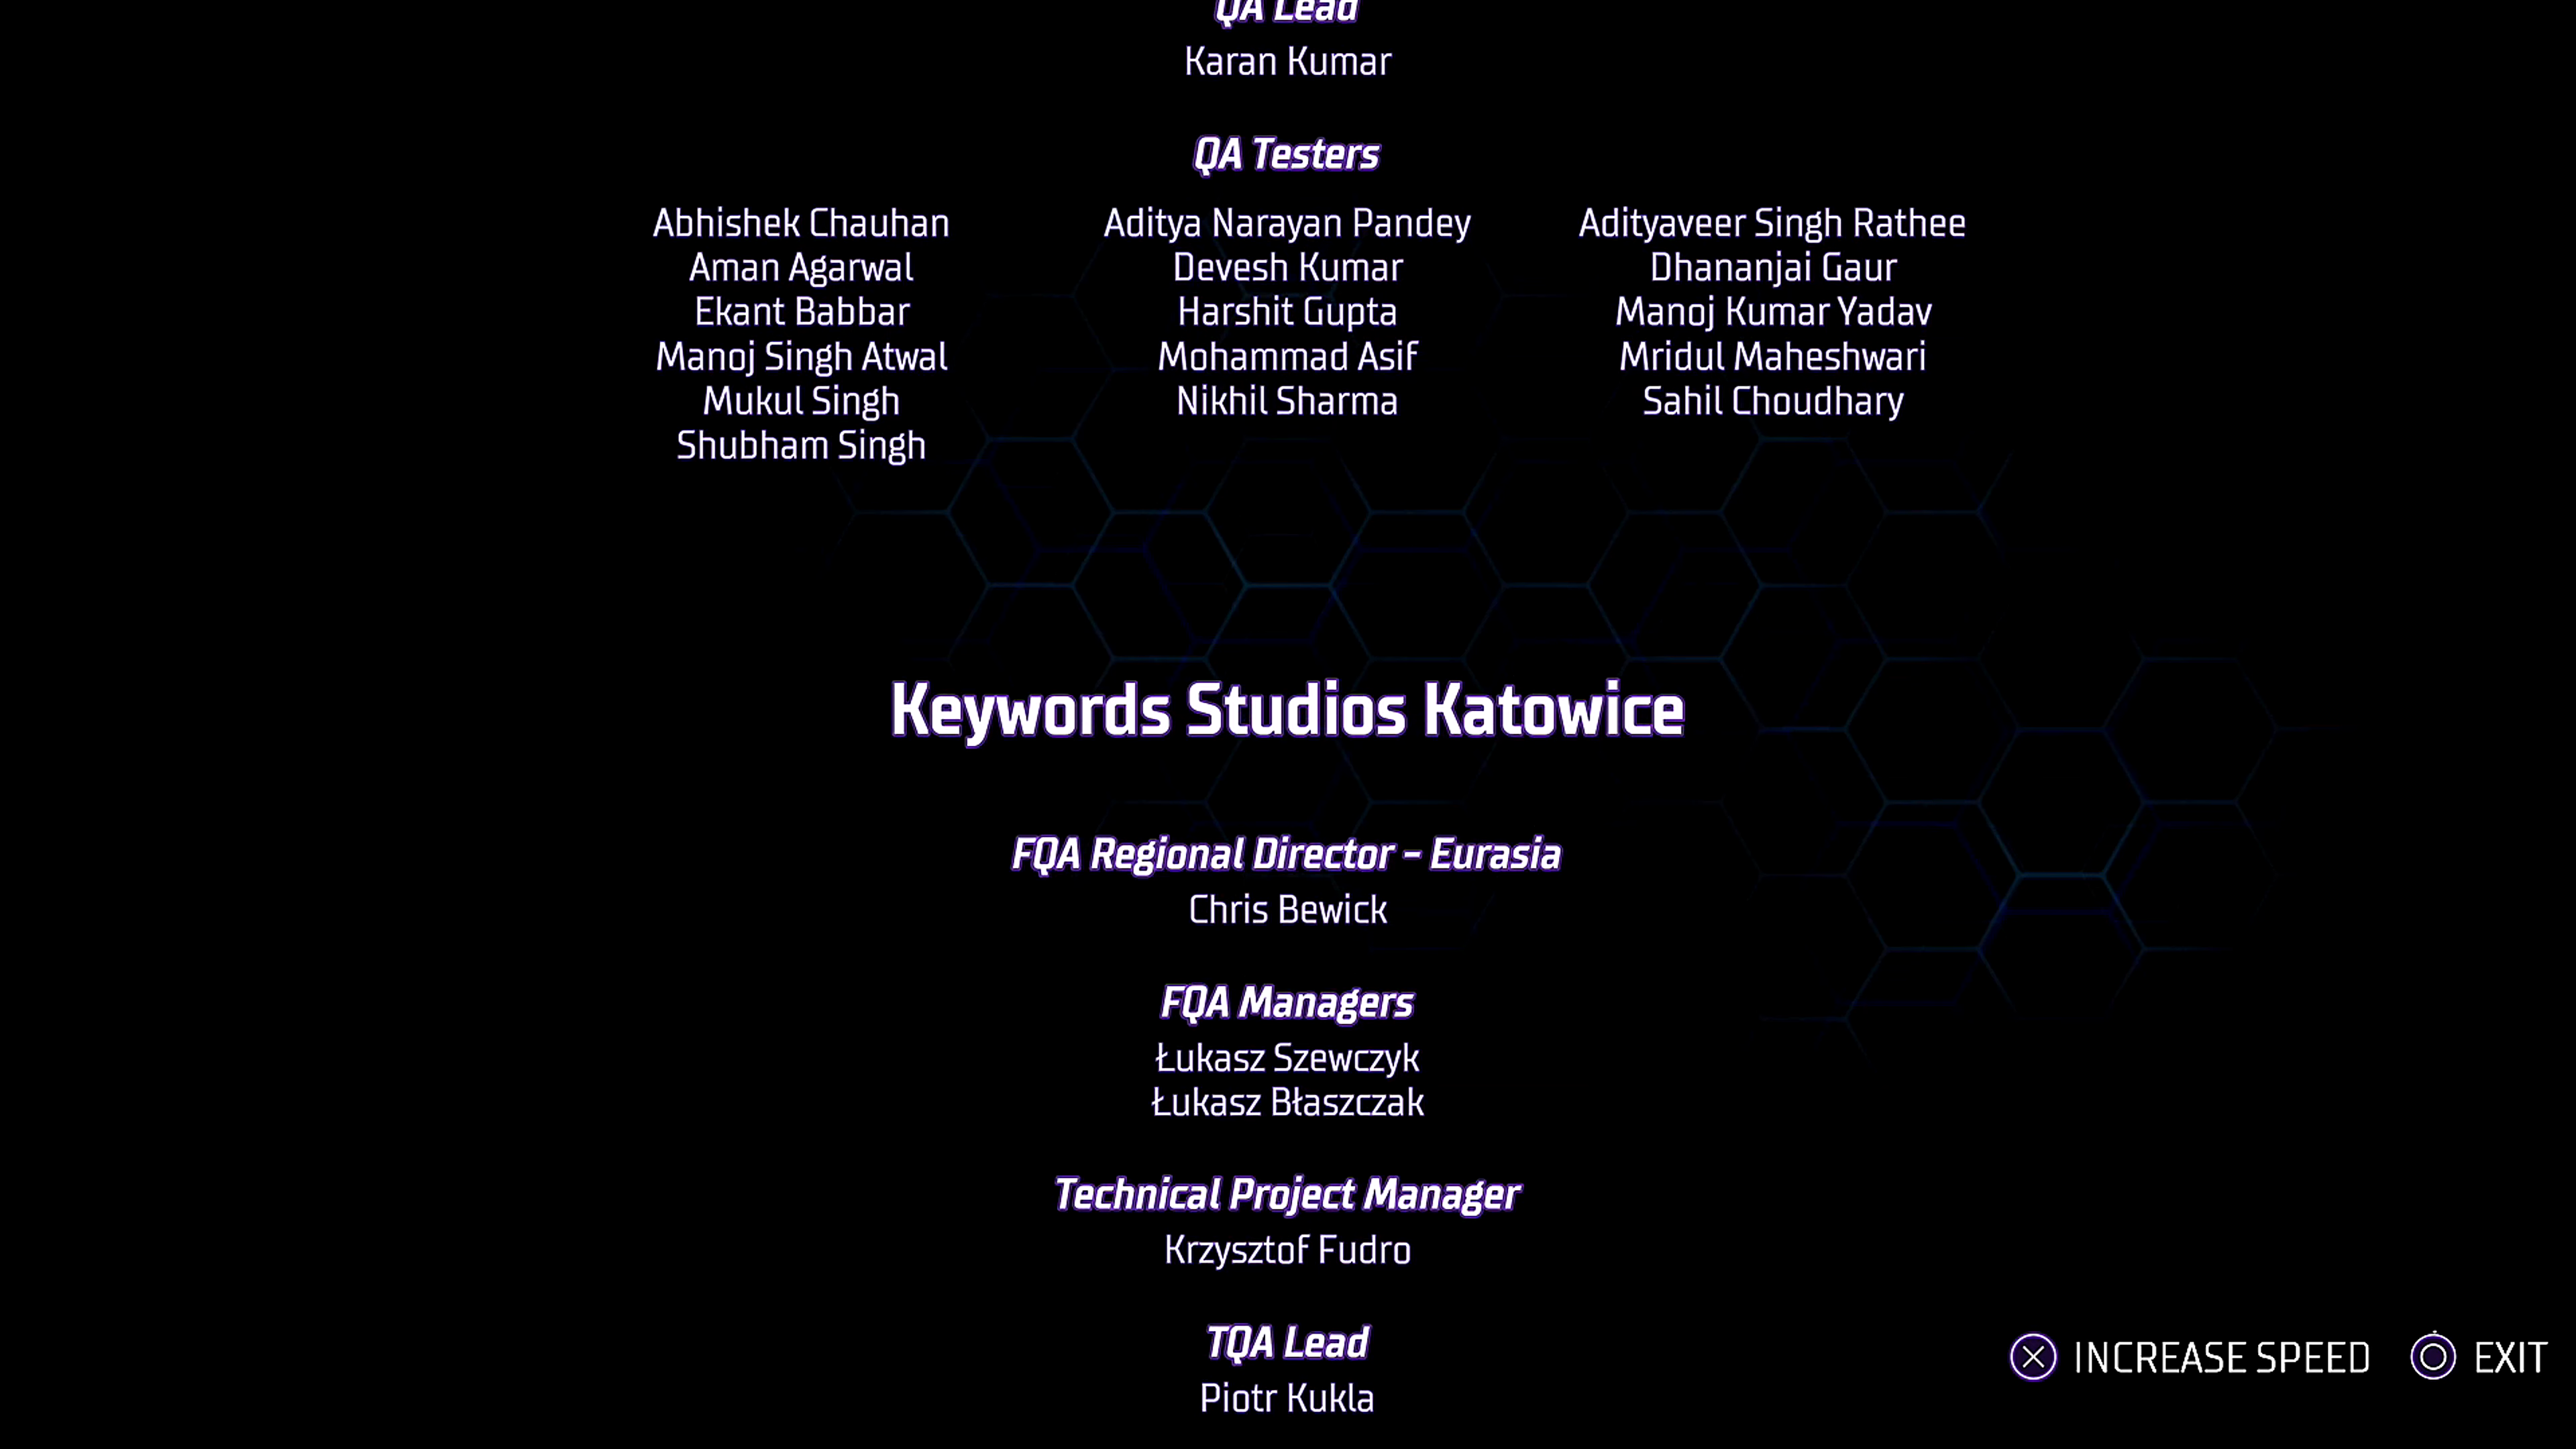 QA Lead
Karan Kumar
QA Testers
Abhishek Chauhan Aditya Narayan Pandey Adityaveer Singh Rathee
Aman Agarwal Devesh Kumar Dhananjai Gaur
Ekant Babbar Harshit Gupta Manoj Kumar Yadav
Manoj Singh Atwal Mohammad Asif Mridul Maheshwari
Mukul Singh Nikhil Sharma Sahil Choudhary
Shubham Singh
Keywords Studios Katowice
FQA Regional Director - Eurasia
Chris Bewick
FQA Managers
Łukasz Szewczyk
Łukasz Błaszczak
Technical Project Manager
Krzysztof Fudro
TQA Lead
Piotr Kukla
INCREASE SPEED EXIT